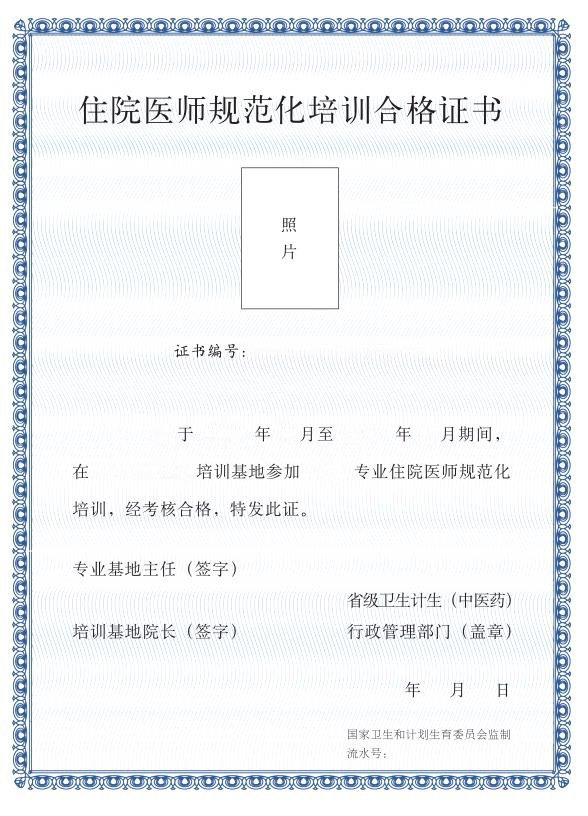 住院医师规范化培训合格证书
照
片
证书编号：
于 年 月至 年 月期间，
在 培训基地参加 专业住院医师规范化
培训，经考核合格，特发此证。
专业基地主任（签字）
省级卫生计生（中医药）
培训基地院长（签字） 行政管理部门（盖章）
年 月 日
国家卫生和计划生育委员会监制
流水号：